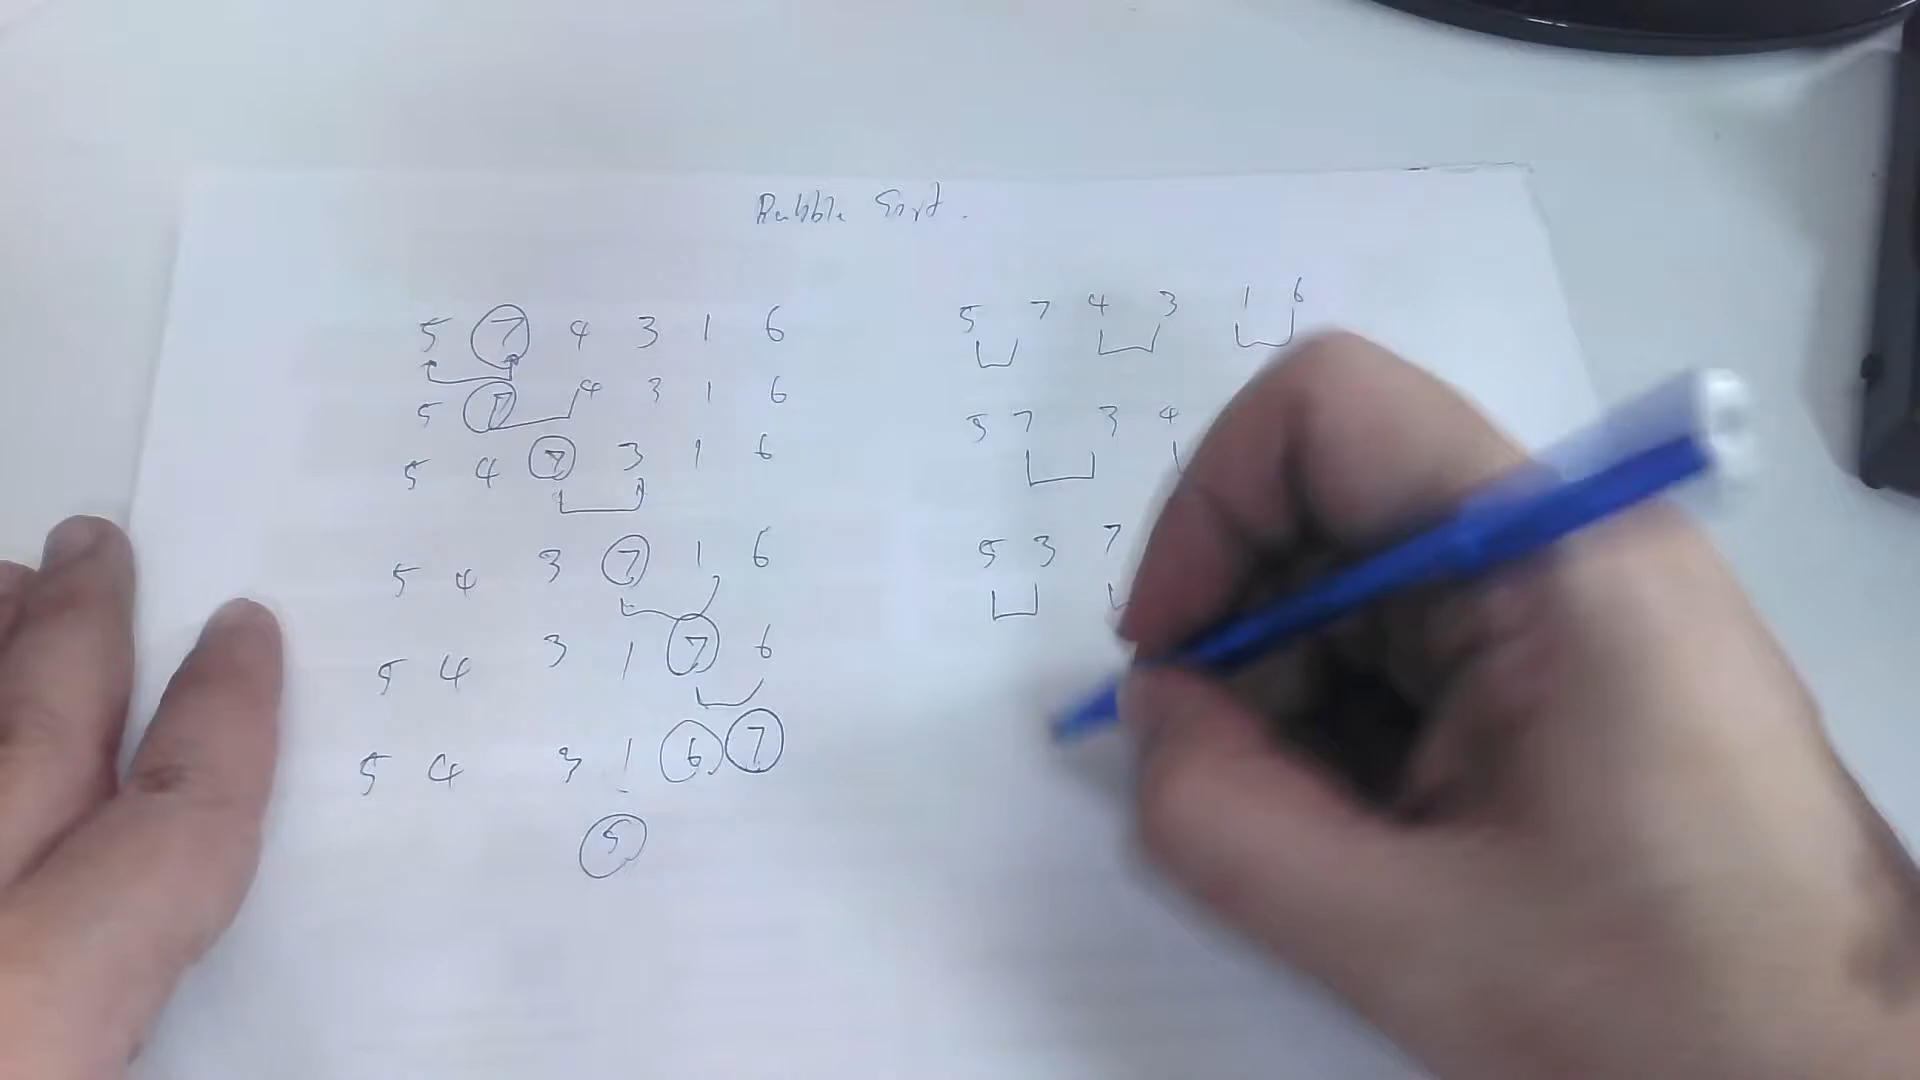 Bubble Sort.
5 7 4 3 1 6
5 7 4 3 1 6
5 4 7 3 1 6
5 4 3 7 1 6
5 4 3 1 7 6
5 4 3 1 6 7
5
5 7 4 3 1 6
5 7 3 4
5 3 7